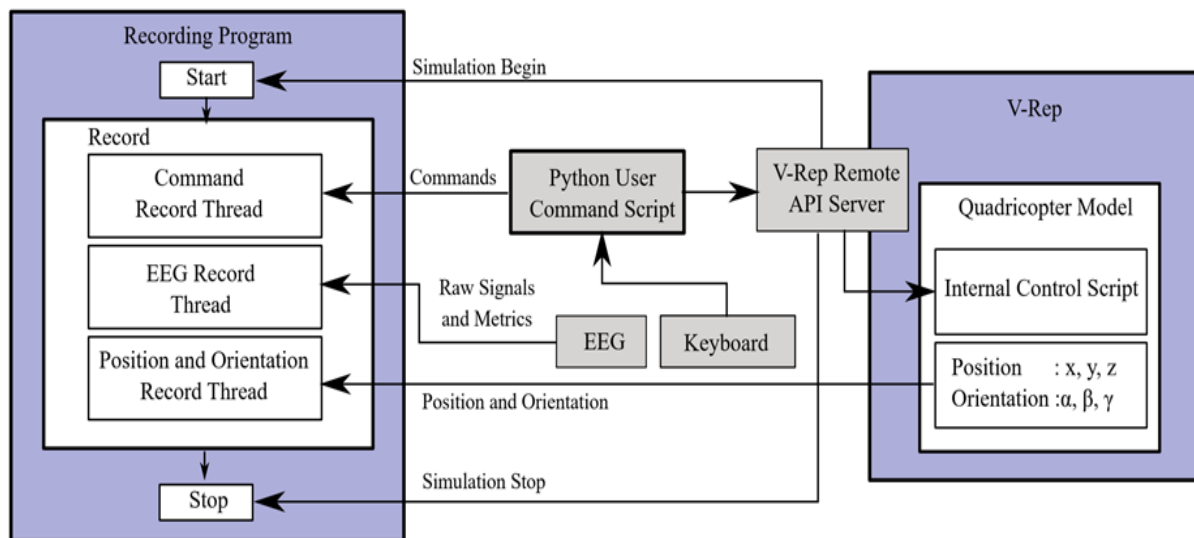 Recording Program
Start
Record
Command
Record Thread
EEG Record
Thread
Position and Orientation
Record Thread
Stop
Simulation Begin
Commands
Raw Signals
and Metrics
Position and Orientation
Simulation Stop
Python User
Command Script
EEG
Keyboard
V-Rep Remote
API Server
V-Rep
Quadricopter Model
Internal Control Script
Position : x, y, z
Orientation :α, β, γ